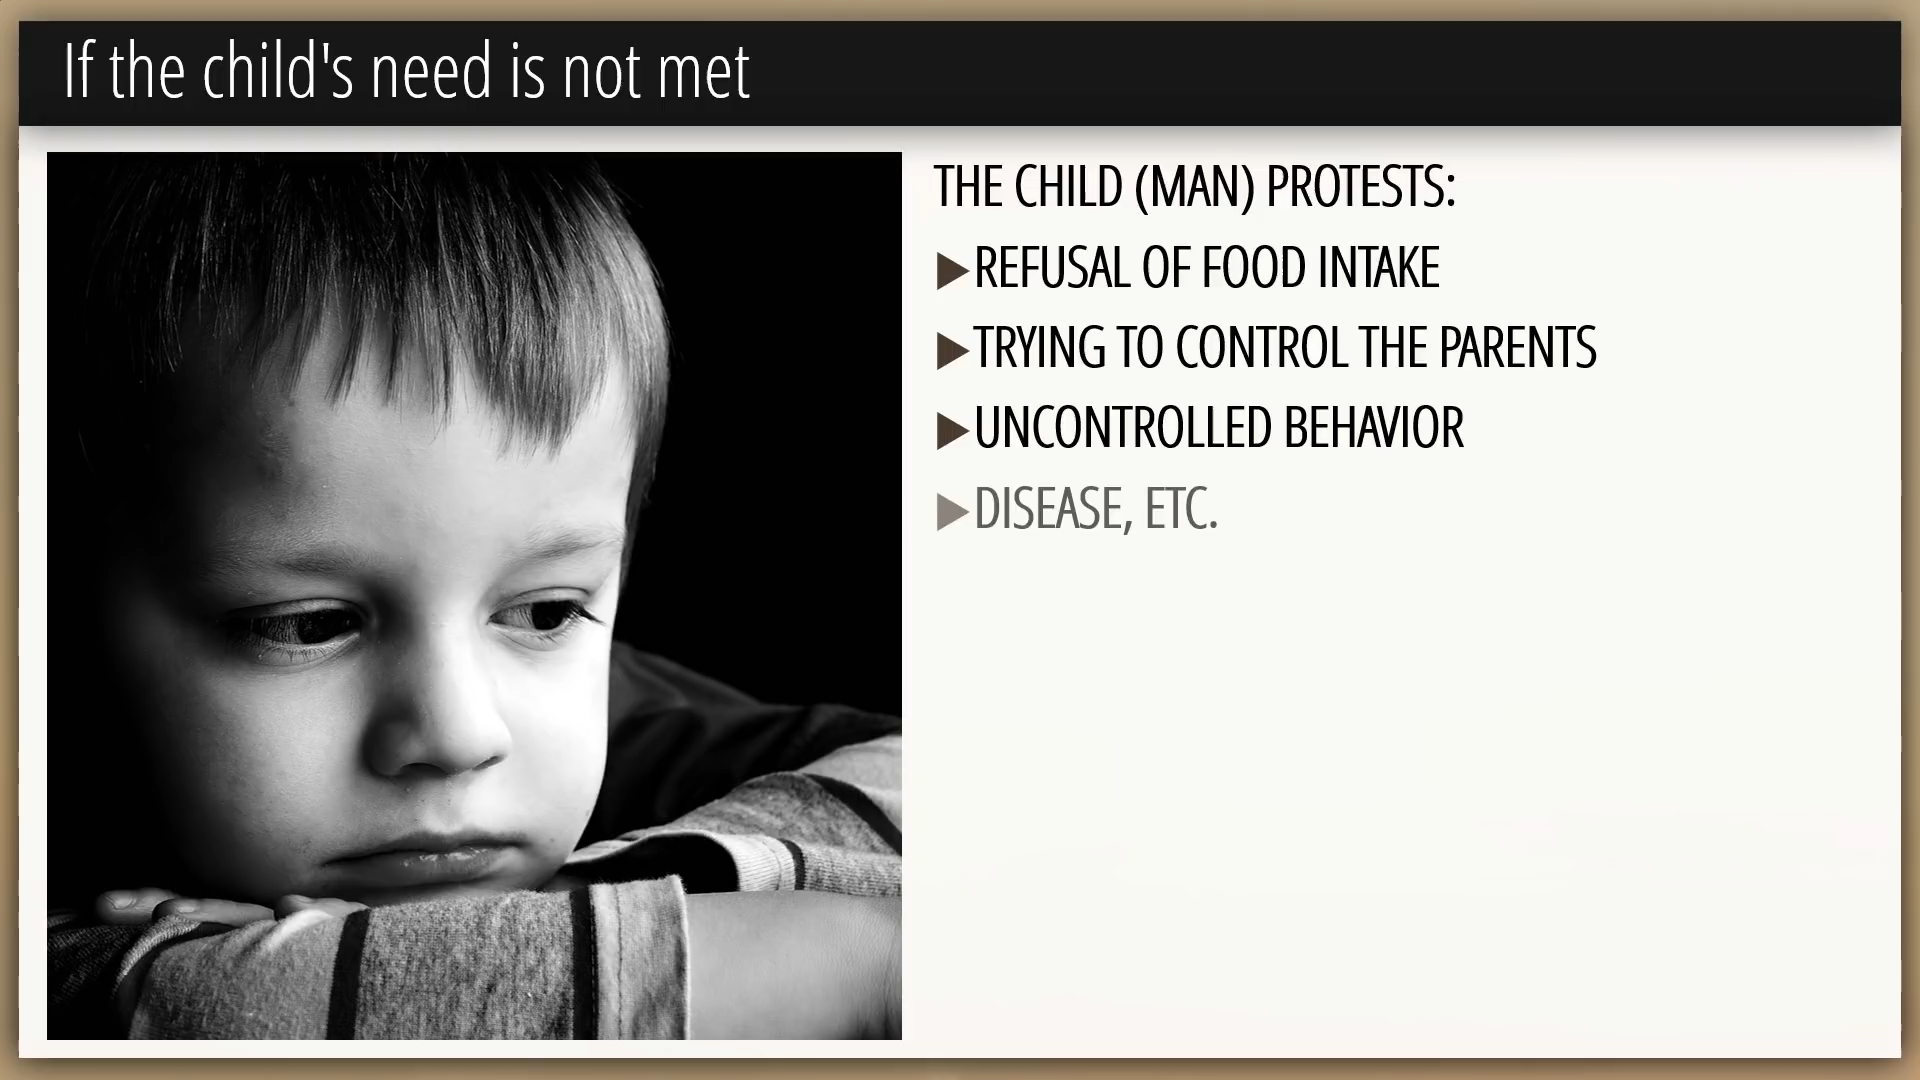 If the child's need is not met
THE CHILD (MAN) PROTESTS:
REFUSAL OF FOOD INTAKE
TRYING TO CONTROL THE PARENTS
UNCONTROLLED BEHAVIOR
DISEASE, ETC.